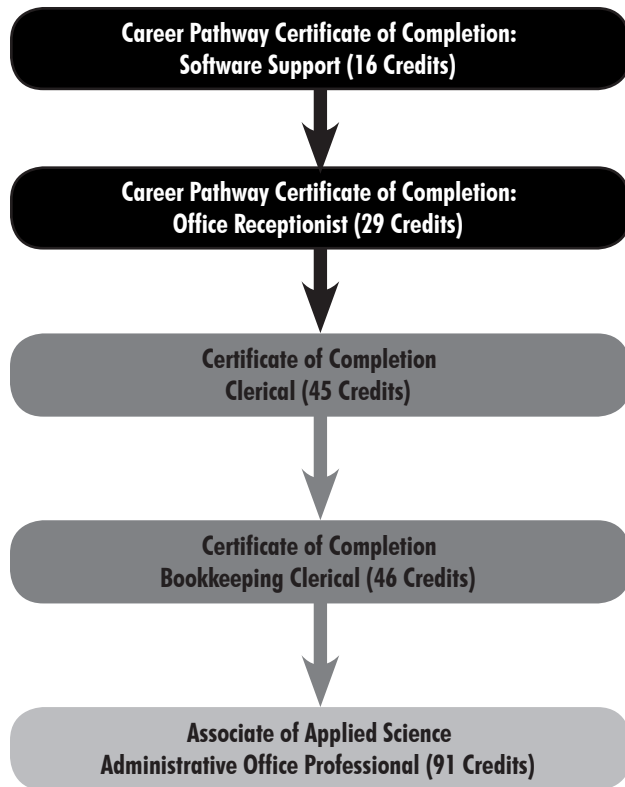 Career Pathway Certificate of Completion:
Software Support (16 Credits)
Career Pathway Certificate of Completion:
Office Receptionist (29 Credits)
Certificate of Completion
Clerical (45 Credits)
Certificate of Completion
Bookkeeping Clerical (46 Credits)
Associate of Applied Science
Administrative Office Professional (91 Credits)